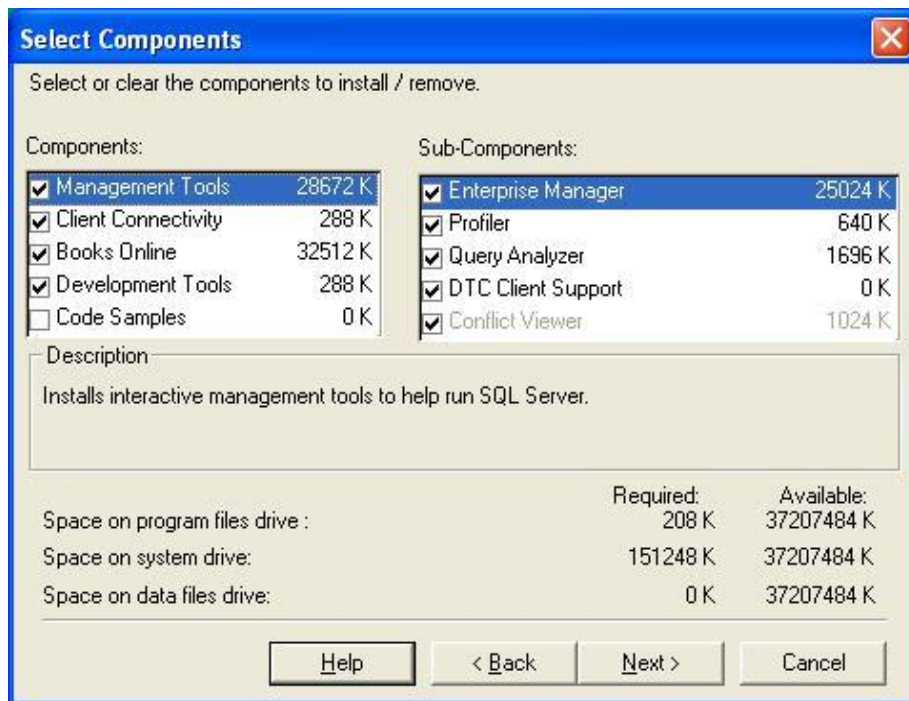 Select Components
Select or clear the components to install / remove.
Components: Sub-Components:
Management Tools 28672 K Enterprise Manager 25024 K
Client Connectivity 288 K Profiler 640 K
Books Online 32512 K Query Analyzer 1696 K
Development Tools 288 K DTC Client Support 0 K
Code Samples 0 K Conflict Viewer 1024 K
Description
Installs interactive management tools to help run SQL Server.
Required: Available:
Space on program files drive : 208 K 37207484 K
Space on system drive: 151248 K 37207484 K
Space on data files drive: 0 K 37207484 K
Help < Back Next > Cancel